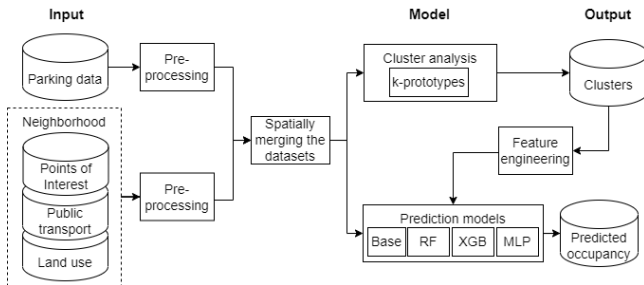 Input
Model
Output
Parking data
Pre-
processing
Neighborhood
Points of
Interest
Public
transport
Land use
Pre-
processing
Spatially
merging the
datasets
Cluster analysis
k-prototypes
Clusters
Feature
engineering
Prediction models
Base
RF
XGB
MLP
Predicted
occupancy